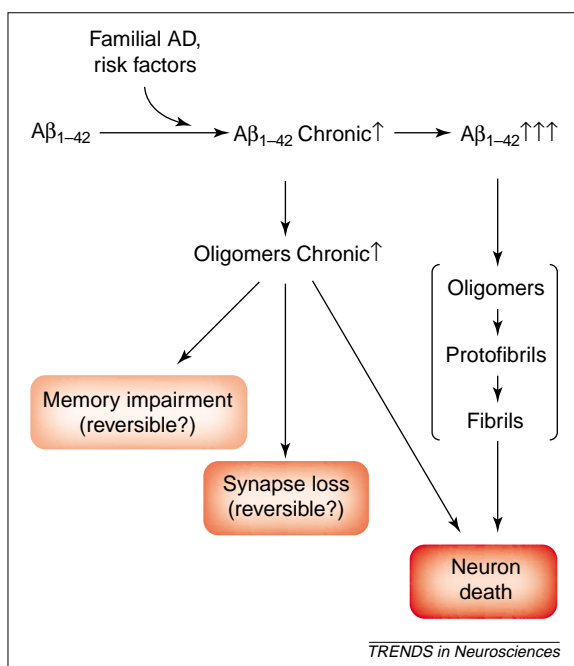 Familial AD,
risk factors
Aβ1–42
Aβ1–42 Chronic↑
Aβ1–42↑↑↑
Oligomers Chronic↑
Oligomers
Protofibrils
Fibrils
Memory impairment
(reversible?)
Synapse loss
(reversible?)
Neuron
death
TRENDS in Neurosciences